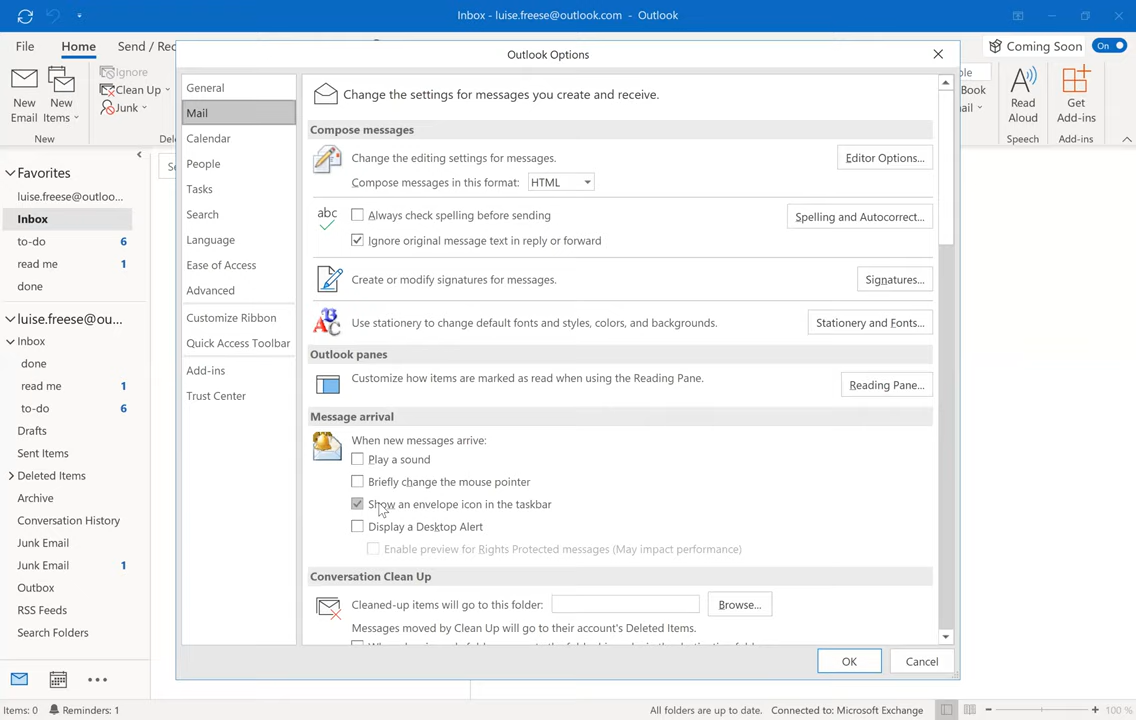 Inbox - luise.freese@outlook.com - Outlook
File
Home
Send / Rec
Coming Soon
On
New
Email
New
Items
Ignore
Clean Up
Junk
Book
Read
Aloud
Get
Add-ins
New
Speech
Add-ins
Favorites
luise.freese@outloo...
Inbox
to-do 6
read me 1
done
luise.freese@ou...
Inbox
done
read me 1
to-do 6
Drafts
Sent Items
Deleted Items
Archive
Conversation History
Junk Email
Junk Email 1
Outbox
RSS Feeds
Search Folders
Outlook Options
General
Mail
Calendar
People
Tasks
Search
Language
Ease of Access
Advanced
Customize Ribbon
Quick Access Toolbar
Add-ins
Trust Center
Change the settings for messages you create and receive.
Compose messages
Change the editing settings for messages.
Editor Options...
Compose messages in this format: HTML
abc
Always check spelling before sending
Spelling and Autocorrect...
Ignore original message text in reply or forward
Create or modify signatures for messages.
Signatures...
Use stationery to change default fonts and styles, colors, and backgrounds.
Stationery and Fonts...
Outlook panes
Customize how items are marked as read when using the Reading Pane.
Reading Pane...
Message arrival
When new messages arrive:
Play a sound
Briefly change the mouse pointer
Show an envelope icon in the taskbar
Display a Desktop Alert
Enable preview for Rights Protected messages (May impact performance)
Conversation Clean Up
Cleaned-up items will go to this folder:
Browse...
Messages moved by Clean Up will go to their account's Deleted Items.
OK
Cancel
Items: 0
Reminders: 1
All folders are up to date.
Connected to: Microsoft Exchange
100 %